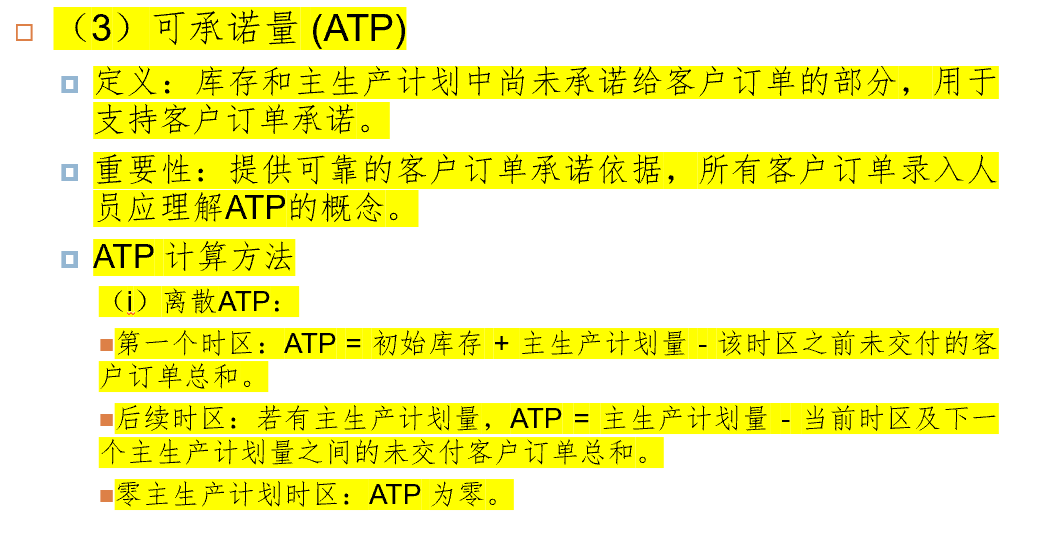 （3）可承诺量 (ATP)
定义：库存和主生产计划中尚未承诺给客户订单的部分，用于
支持客户订单承诺。
重要性：提供可靠的客户订单承诺依据，所有客户订单录入人
员应理解ATP的概念。
ATP 计算方法
（i）离散ATP：
第一个时区：ATP = 初始库存 + 主生产计划量 - 该时区之前未交付的客
户订单总和。
后续时区：若有主生产计划量，ATP = 主生产计划量 - 当前时区及下一
个主生产计划量之间的未交付客户订单总和。
零主生产计划时区：ATP 为零。